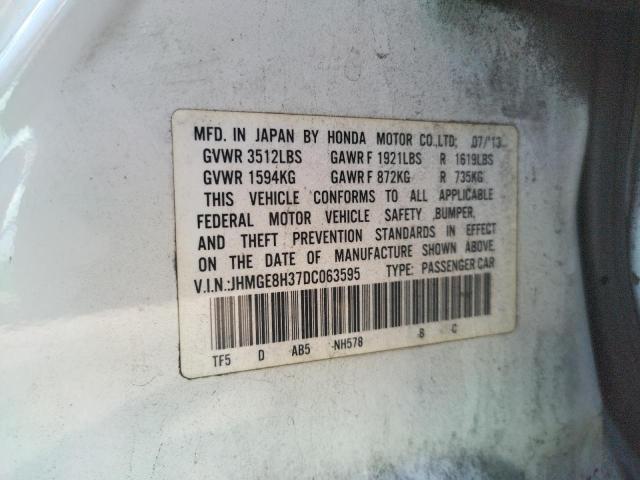 MFD. IN JAPAN BY HONDA MOTOR CO.,LTD; 07/'13
GVWR 3512LBS GAWR F 1921LBS R 1619LBS
GVWR 1594KG GAWR F 872KG R 735KG
THIS VEHICLE CONFORMS TO ALL APPLICABLE
FEDERAL MOTOR VEHICLE SAFETY ,BUMPER,
AND THEFT PREVENTION STANDARDS IN EFFECT
ON THE DATE OF MANUFACTURE SHOWN ABOVE.
V.I.N.:JHMGE8H37DC063595 TYPE: PASSENGER CAR
TF5 D AB5 -NH578 B C